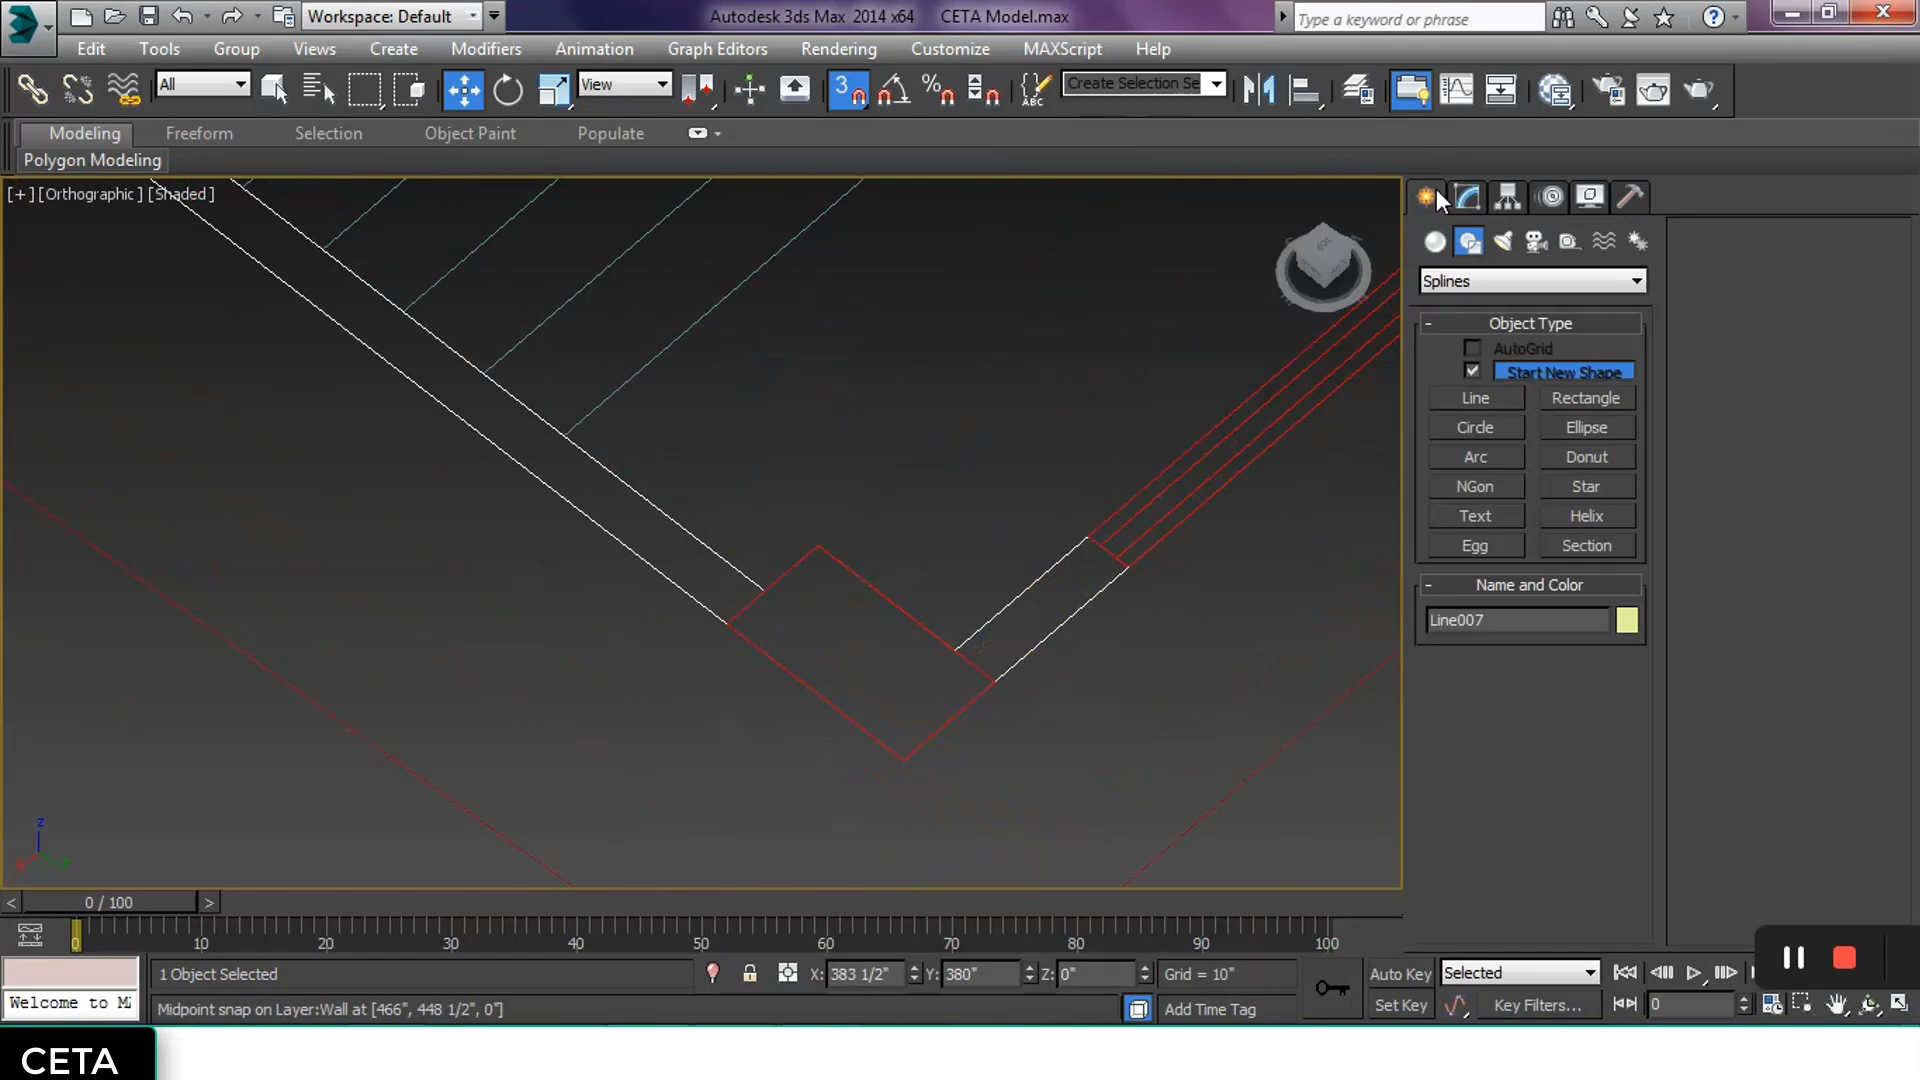 Workspace: Default
Autodesk 3ds Max 2014 x64 CETA Model.max
Type a keyword or phrase
Edit Tools Group Views Create Modifiers Animation Graph Editors Rendering Customize MAXScript Help
All
View
3
Create Selection Se
Modeling Freeform Selection Object Paint Populate
Polygon Modeling
[+][Orthographic][Shaded]
Splines
- Object Type
AutoGrid
Start New Shape
Line Rectangle
Circle Ellipse
Arc Donut
NGon Star
Text Helix
Egg Section
- Name and Color
Line007
z
< 0 / 100 >
0 10 20 30 40 50 60 70 80 90 100
1 Object Selected
X: 383 1/2" Y: 380" Z: 0" Grid = 10"
Auto Key Selected
Welcome to M
Midpoint snap on Layer:Wall at [466", 448 1/2", 0"]
Add Time Tag
Set Key Key Filters... 0
CETA